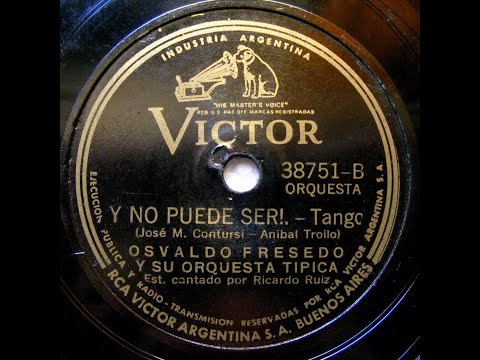 INDUSTRIA ARGENTINA
"HIS MASTER'S VOICE"
REG U.S. PAT. OFF MARCAS REGISTRADAS
VICTOR
38751-B
ORQUESTA
Y NO PUEDE SER!. – Tango
(José M. Contursi – Anibal Troilo)
OSVALDO FRESEDO
Y SU ORQUESTA TIPICA
Est. cantado por Ricardo Ruiz
EJECUCION PUBLICA Y RADIO-TRANSMISION RESERVADAS POR RCA VICTOR ARGENTINA S. A.
RCA VICTOR ARGENTINA S. A. BUENOS AIRES